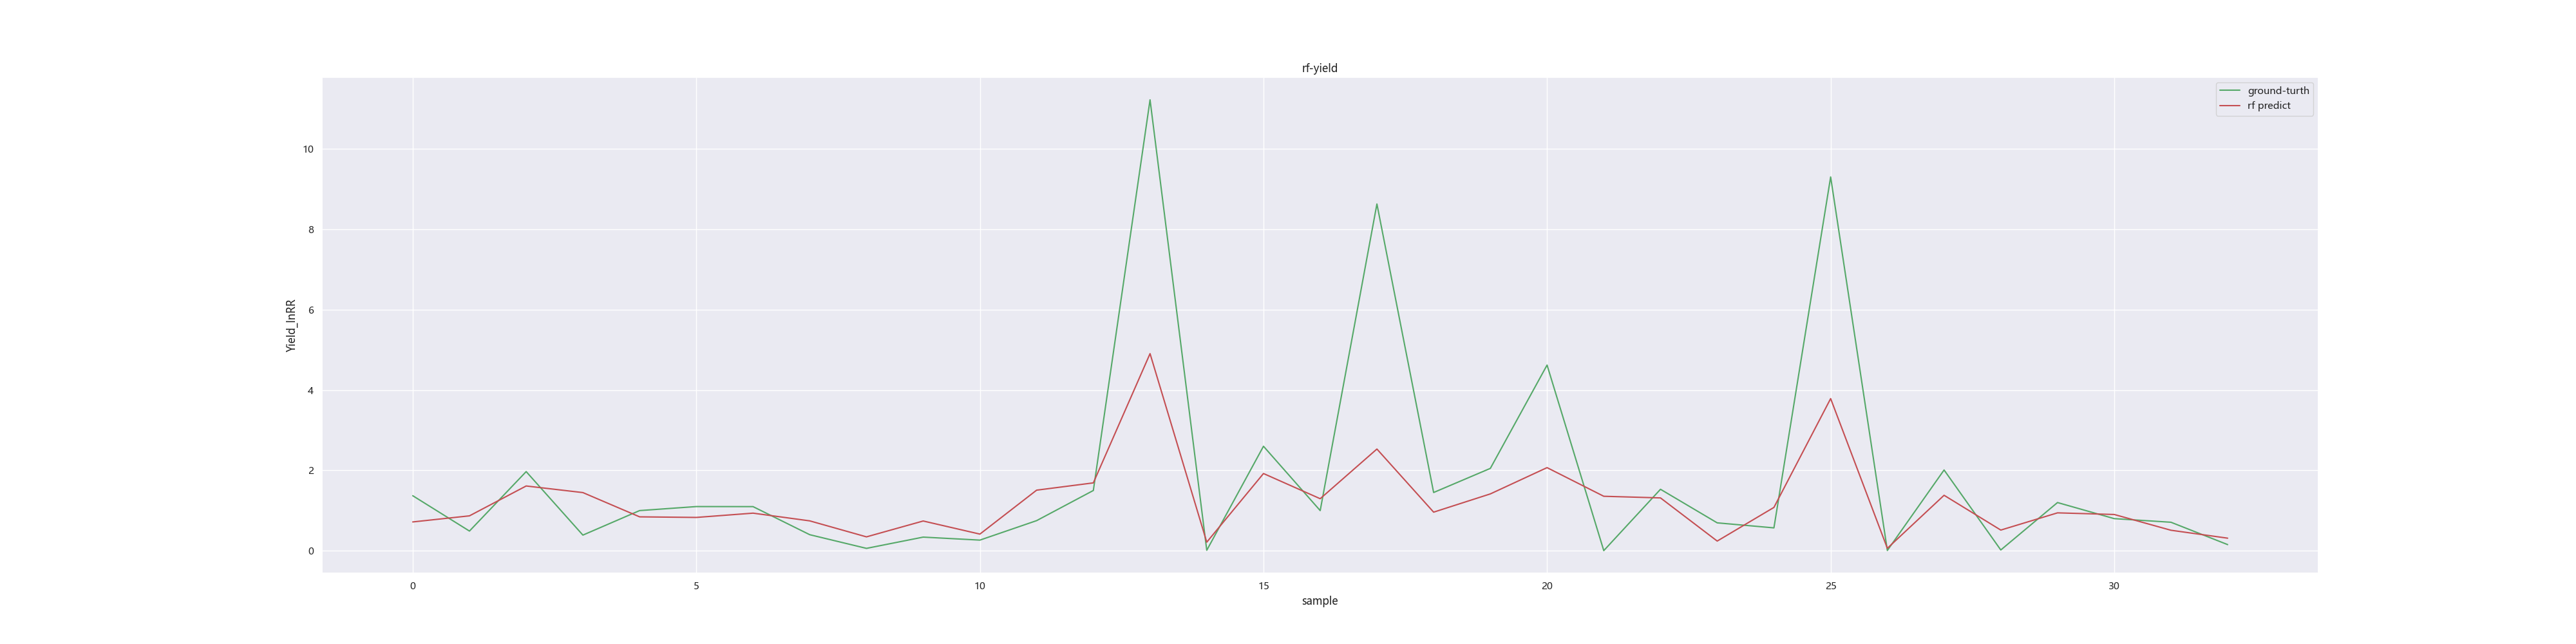 rf-yield
ground-turth
rf predict
10
8
6
4
2
0
Yield_lnRR
0 5 10 15 20 25 30
sample